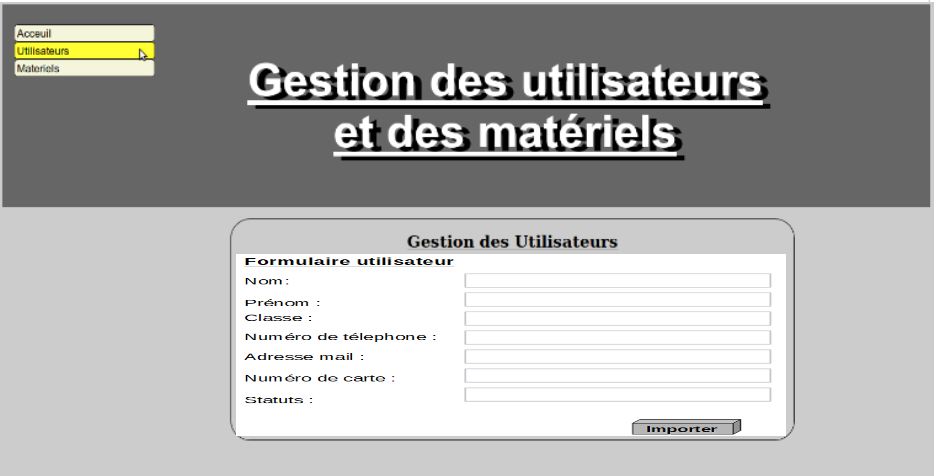 Acceuil
Utilisateurs
Materiels
Gestion des utilisateurs
et des matériels
Gestion des Utilisateurs
Formulaire utilisateur
Nom:
Prénom :
Classe :
Numéro de télephone :
Adresse mail :
Numéro de carte :
Statuts :
Importer